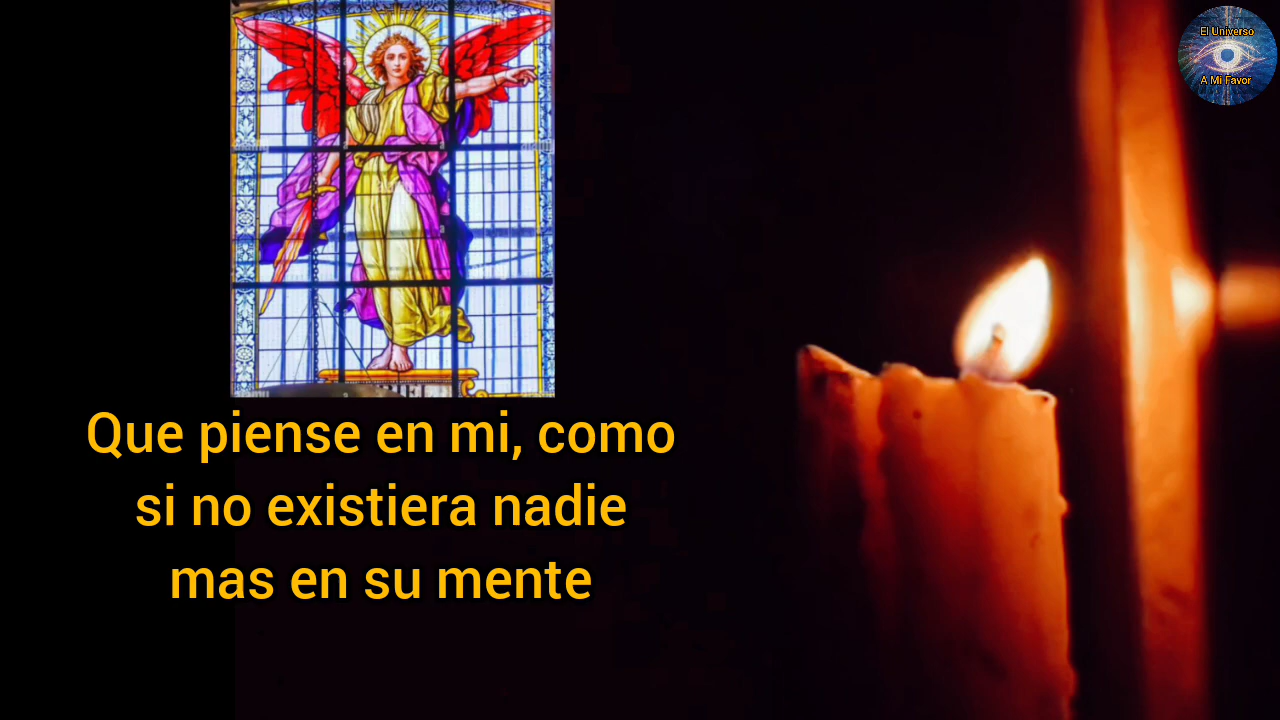 El Universo
A Mi Favor
Que piense en mi, como
si no existiera nadie
mas en su mente